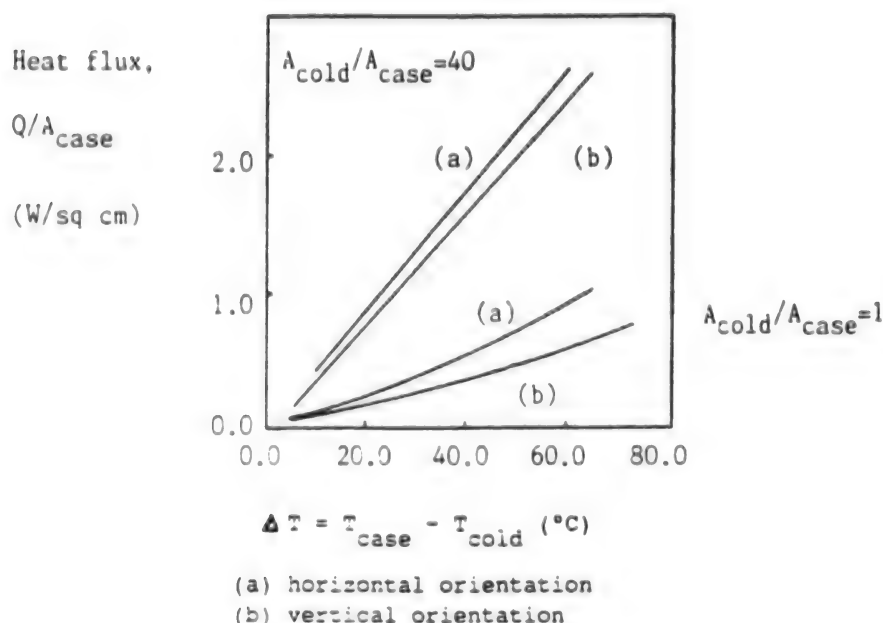 Heat flux,
Q/Acase
(W/sq cm)
Acold/Acase=40
(a)
(b)
2.0
1.0
(a)
(b)
Acold/Acase=1
0.0
0.0 20.0 40.0 60.0 80.0
Δ T = Tcase - Tcold (°C)
(a) horizontal orientation
(b) vertical orientation